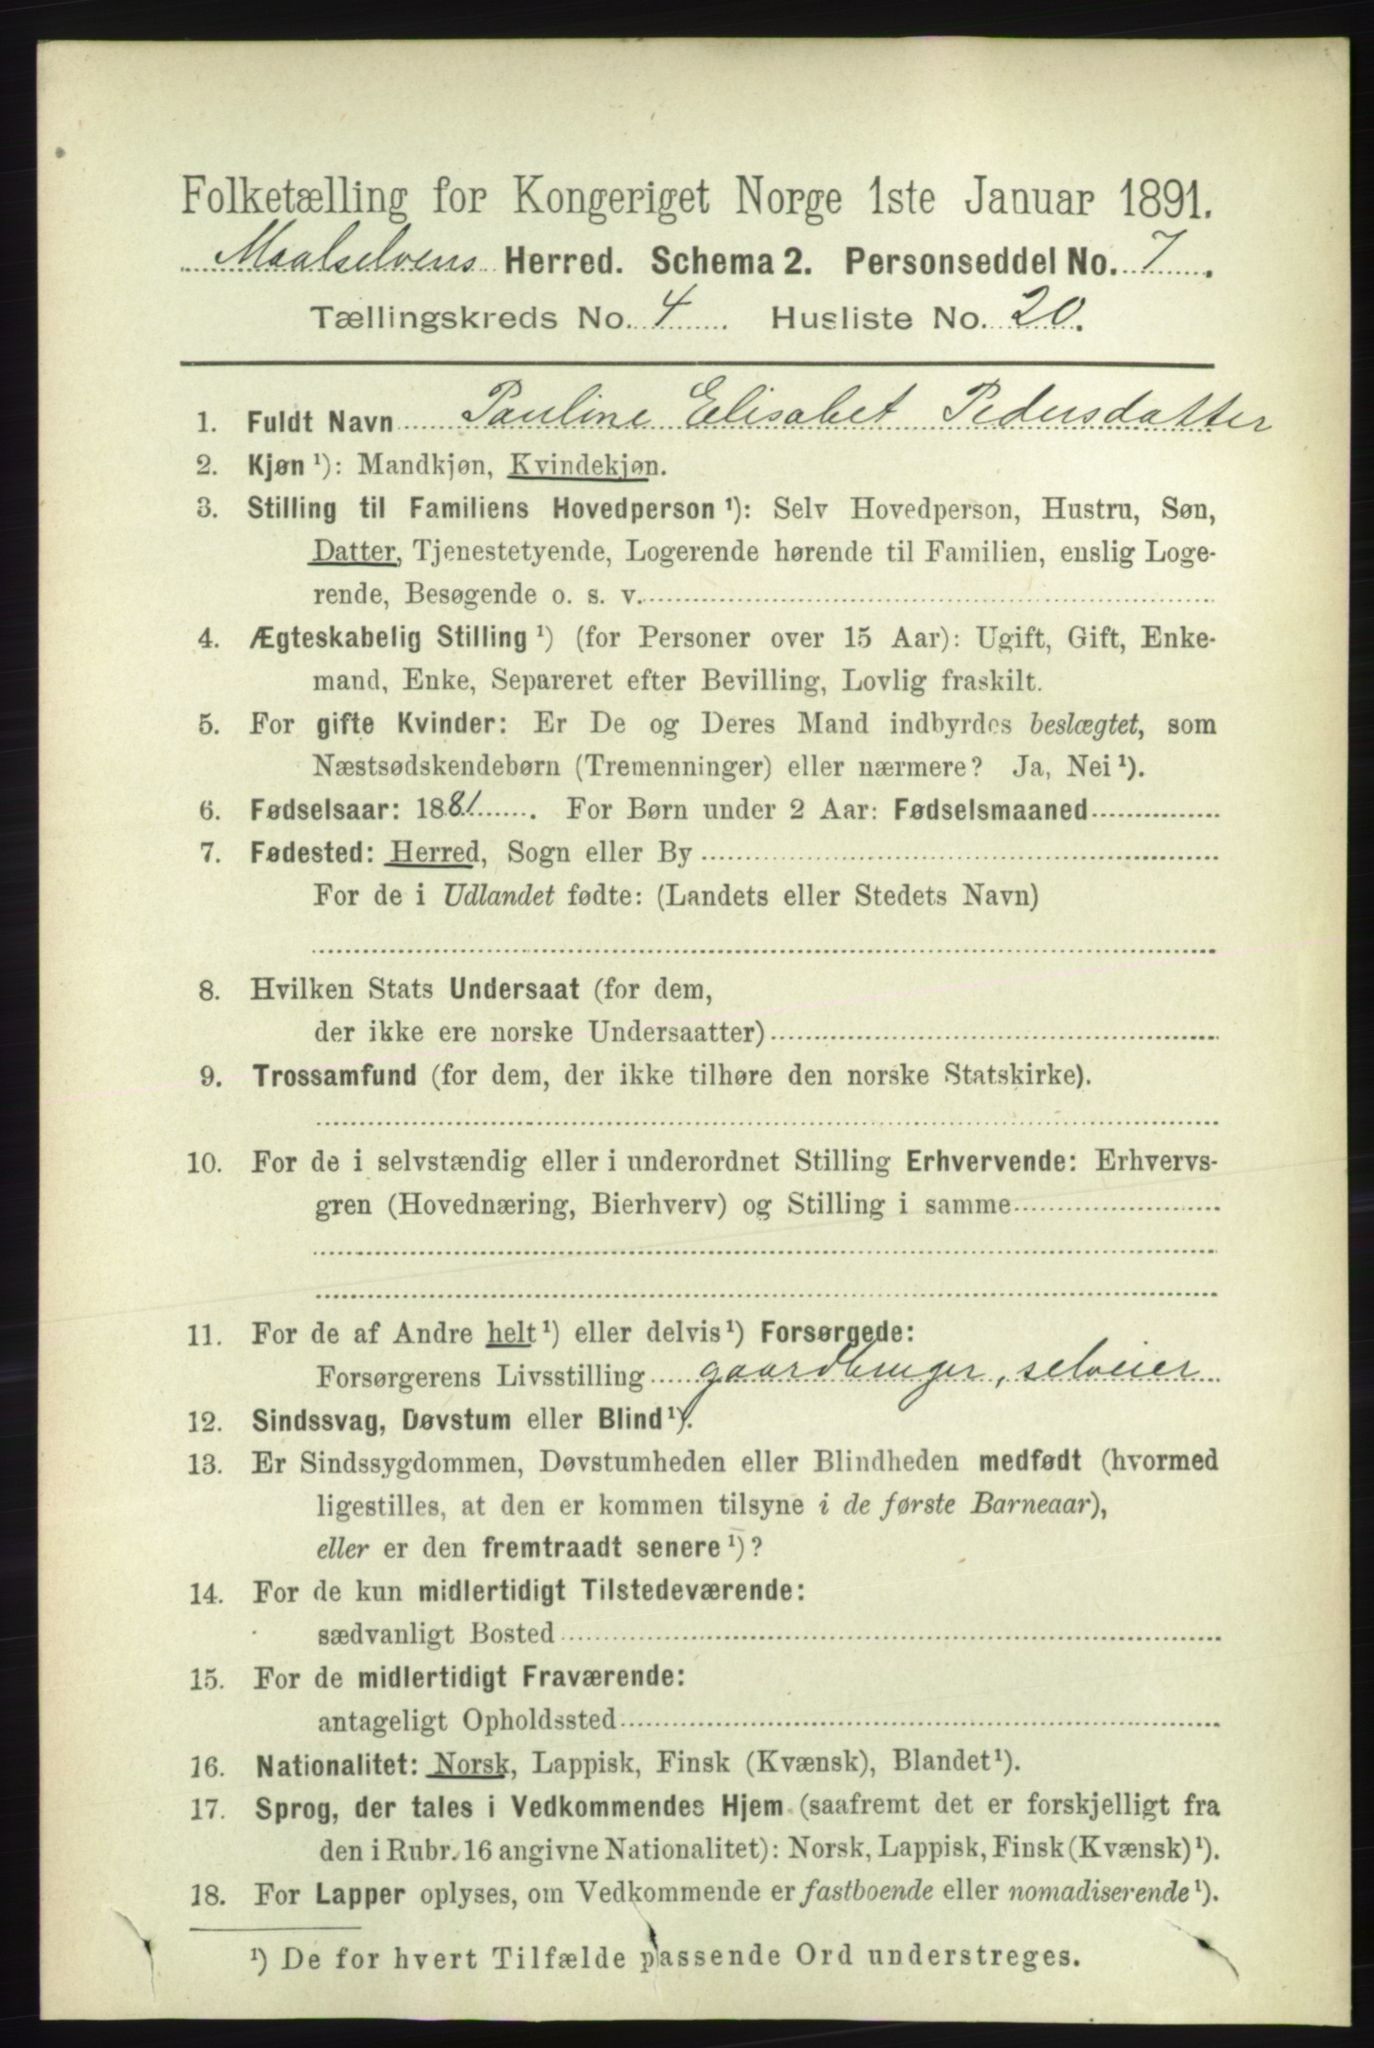 Folketælling for Kongeriget Norge 1ste Januar 1891.
Maalselvens Herred. Schema 2. Personseddel No. 7.
Tællingskreds No. 4. Husliste No. 20.
1. Fuldt Navn Pauline Elisabet Pedersdatter
2. Kjøn ¹): Mandkjøn, Kvindekjøn.
3. Stilling til Familiens Hovedperson ¹): Selv Hovedperson, Hustru, Søn,
Datter, Tjenestetyende, Logerende hørende til Familien, enslig Loge-
rende, Besøgende o. s. v.
4. Ægteskabelig Stilling ¹) (for Personer over 15 Aar): Ugift, Gift, Enke-
mand, Enke, Separeret efter Bevilling, Lovlig fraskilt.
5. For gifte Kvinder: Er De og Deres Mand indbyrdes beslægtet, som
Næstsødskendebørn (Tremenninger) eller nærmere? Ja, Nei ¹).
6. Fødselsaar: 1881. For Børn under 2 Aar: Fødselsmaaned
7. Fødested: Herred, Sogn eller By
For de i Udlandet fødte: (Landets eller Stedets Navn)
8. Hvilken Stats Undersaat (for dem,
der ikke ere norske Undersaatter)
9. Trossamfund (for dem, der ikke tilhøre den norske Statskirke).
10. For de i selvstændig eller i underordnet Stilling Erhvervende: Erhvervs-
gren (Hovednæring, Bierhverv) og Stilling i samme
11. For de af Andre helt ¹) eller delvis ¹) Forsørgede:
Forsørgerens Livsstilling gaardbruger, selveier
12. Sindssvag, Døvstum eller Blind ¹).
13. Er Sindssygdommen, Døvstumheden eller Blindheden medfødt (hvormed
ligestilles, at den er kommen tilsyne i de første Barneaar),
eller er den fremtraadt senere ¹)?
14. For de kun midlertidigt Tilstedeværende:
sædvanligt Bosted
15. For de midlertidigt Fraværende:
antageligt Opholdssted
16. Nationalitet: Norsk, Lappisk, Finsk (Kvænsk), Blandet ¹).
17. Sprog, der tales i Vedkommendes Hjem (saafremt det er forskjelligt fra
den i Rubr. 16 angivne Nationalitet): Norsk, Lappisk, Finsk (Kvænsk) ¹).
18. For Lapper oplyses, om Vedkommende er fastboende eller nomadiserende ¹).
¹) De for hvert Tilfælde passende Ord understreges.